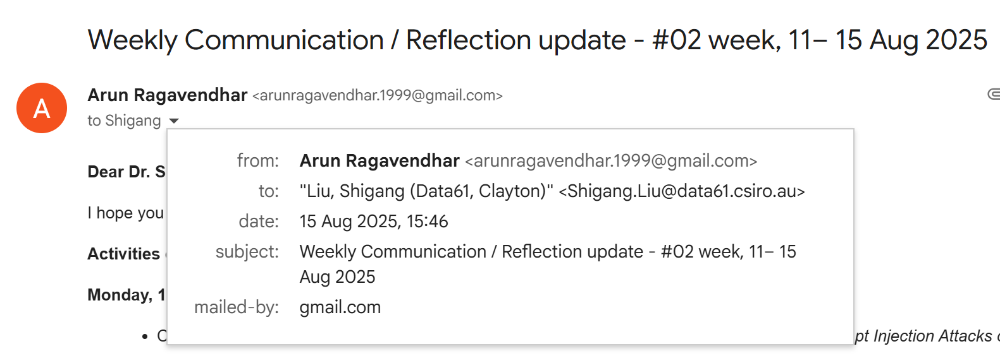 Weekly Communication / Reflection update - #02 week, 11– 15 Aug 2025
A
Arun Ragavendhar <arunragavendhar.1999@gmail.com>
to Shigang
from: Arun Ragavendhar <arunragavendhar.1999@gmail.com>
to: "Liu, Shigang (Data61, Clayton)" <Shigang.Liu@data61.csiro.au>
date: 15 Aug 2025, 15:46
subject: Weekly Communication / Reflection update - #02 week, 11– 15
Aug 2025
mailed-by: gmail.com
Dear Dr. S
I hope you
Activities
Monday, 1
• C
pt Injection Attacks